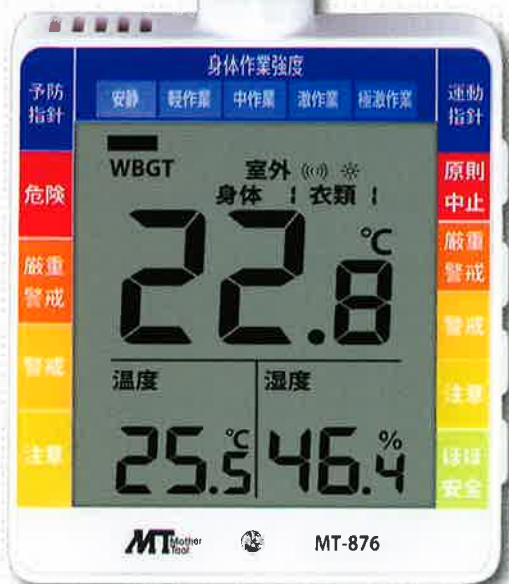 身体作業強度
予防
指針
安静 軽作業 中作業 激作業 極激作業
運動
指針
危険
厳重
警戒
警戒
注意
WBGT 室外
身体 1 衣類 1
22.8 ℃
温度
25.5 ℃
湿度
46.4 %
原則
中止
厳重
警戒
警戒
注意
ほぼ
安全
MT Mother Tool
MT-876